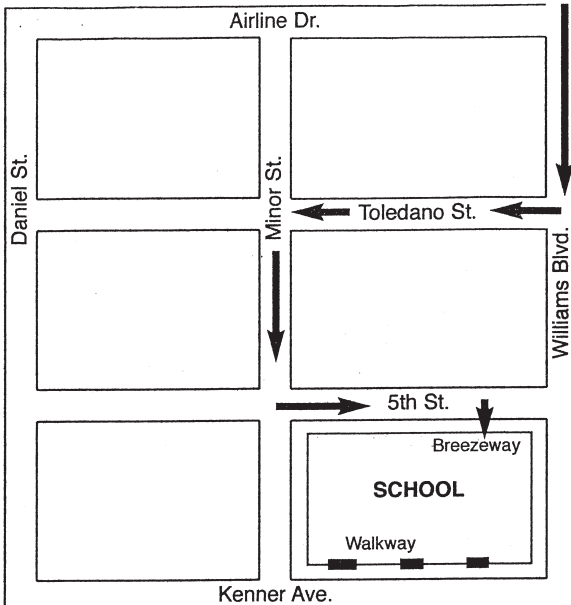 Airline Dr.
Daniel St.
Minor St.
Toledano St.
Williams Blvd.
5th St.
Breezeway
SCHOOL
Walkway
Kenner Ave.